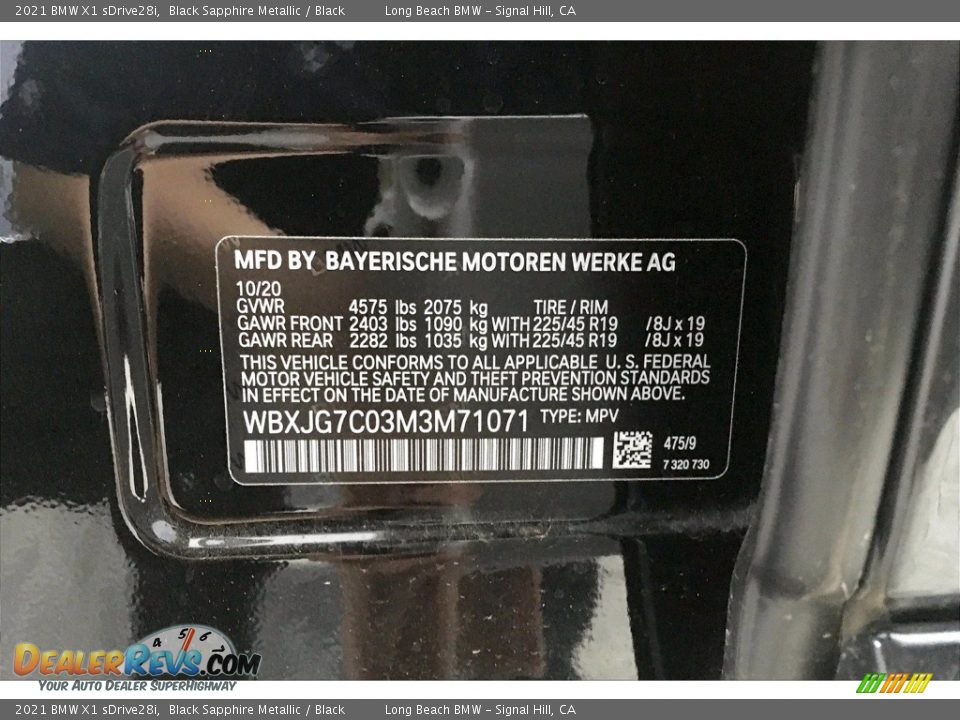 2021 BMW X1 sDrive28i, Black Sapphire Metallic / Black Long Beach BMW - Signal Hill, CA
MFD BY BAYERISCHE MOTOREN WERKE AG
10/20
GVWR 4575 lbs 2075 kg TIRE / RIM
GAWR FRONT 2403 lbs 1090 kg WITH 225/45 R19 /8J x 19
GAWR REAR 2282 lbs 1035 kg WITH 225/45 R19 /8J x 19
THIS VEHICLE CONFORMS TO ALL APPLICABLE U. S. FEDERAL
MOTOR VEHICLE SAFETY AND THEFT PREVENTION STANDARDS
IN EFFECT ON THE DATE OF MANUFACTURE SHOWN ABOVE.
WBXJG7C03M3M71071 TYPE: MPV
475/9
7 320 730
4 5 6
DEALERREVS.COM
YOUR AUTO DEALER SUPERHIGHWAY
2021 BMW X1 sDrive28i, Black Sapphire Metallic / Black Long Beach BMW - Signal Hill, CA